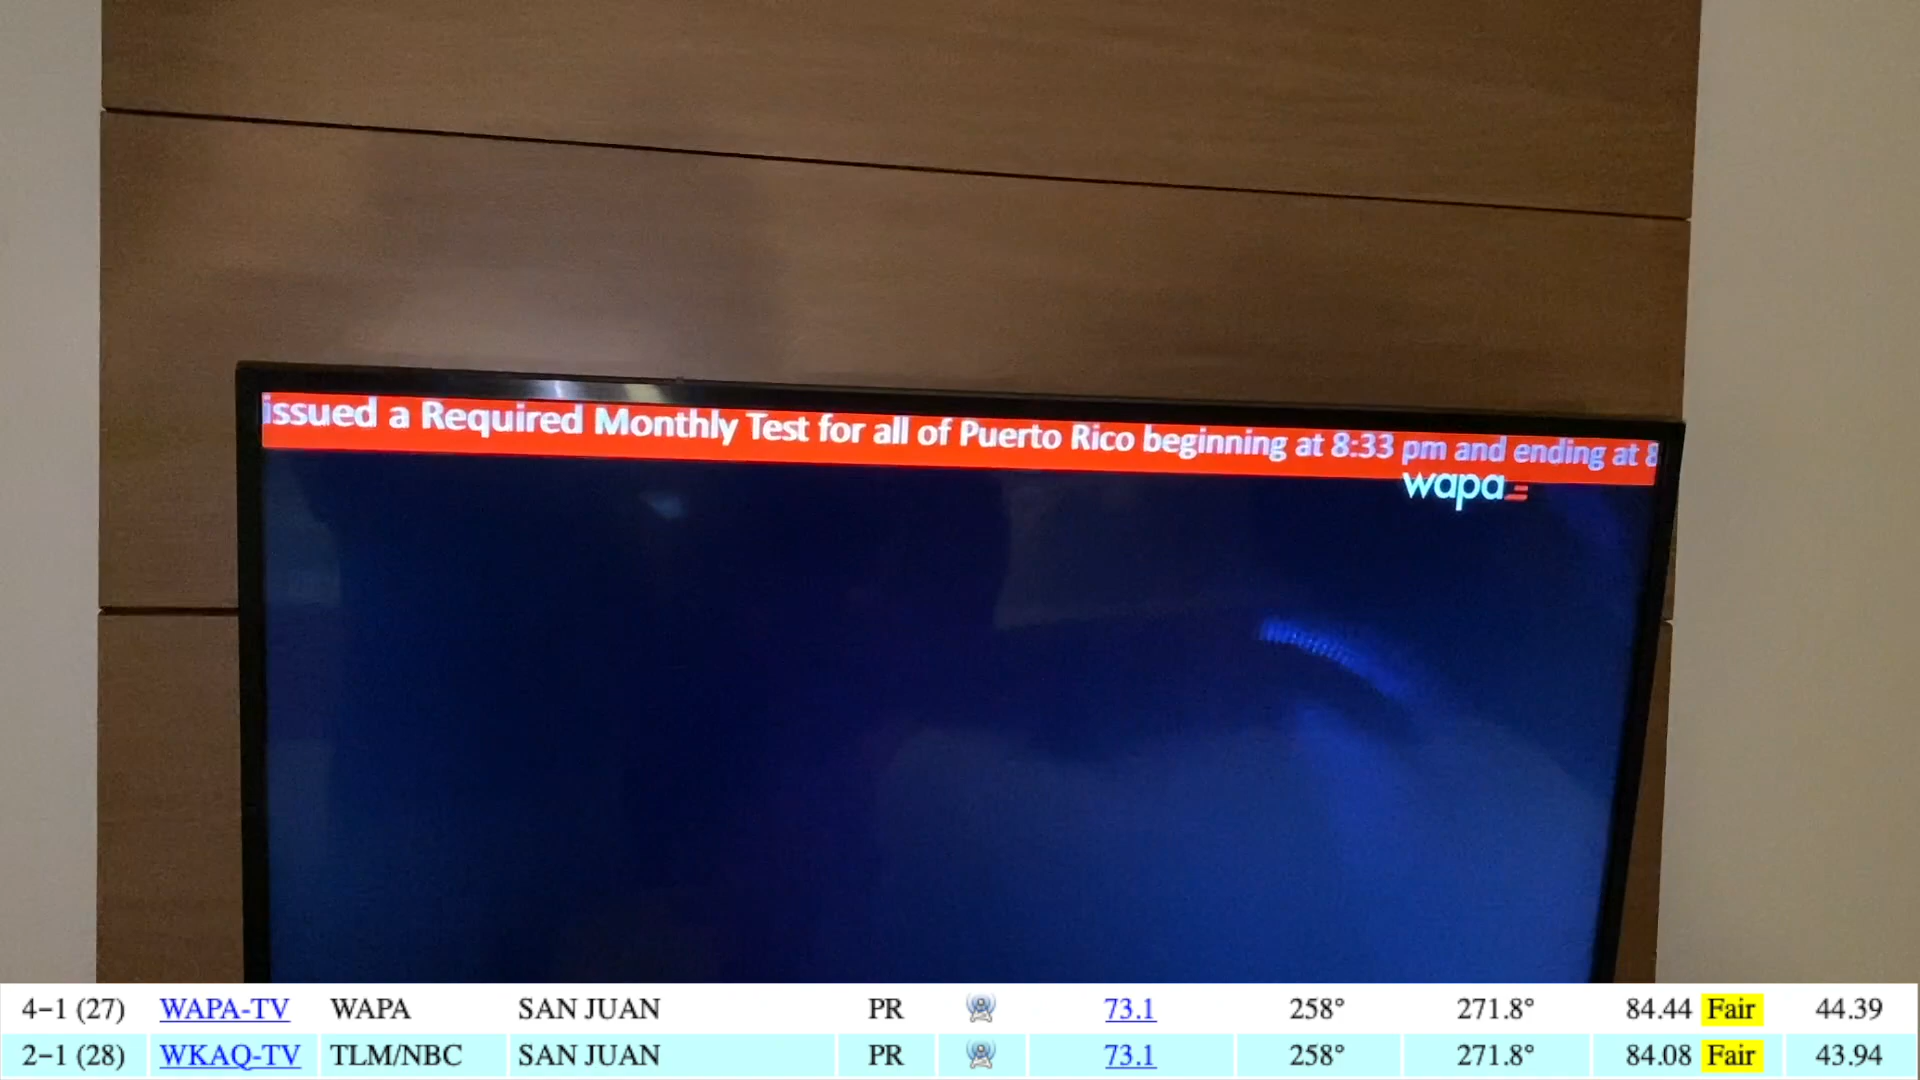 issued a Required Monthly Test for all of Puerto Rico beginning at 8:33 pm and ending at 8
wapa
4-1 (27) WAPA-TV WAPA SAN JUAN PR 73.1 258° 271.8° 84.44 Fair 44.39
2-1 (28) WKAQ-TV TLM/NBC SAN JUAN PR 73.1 258° 271.8° 84.08 Fair 43.94